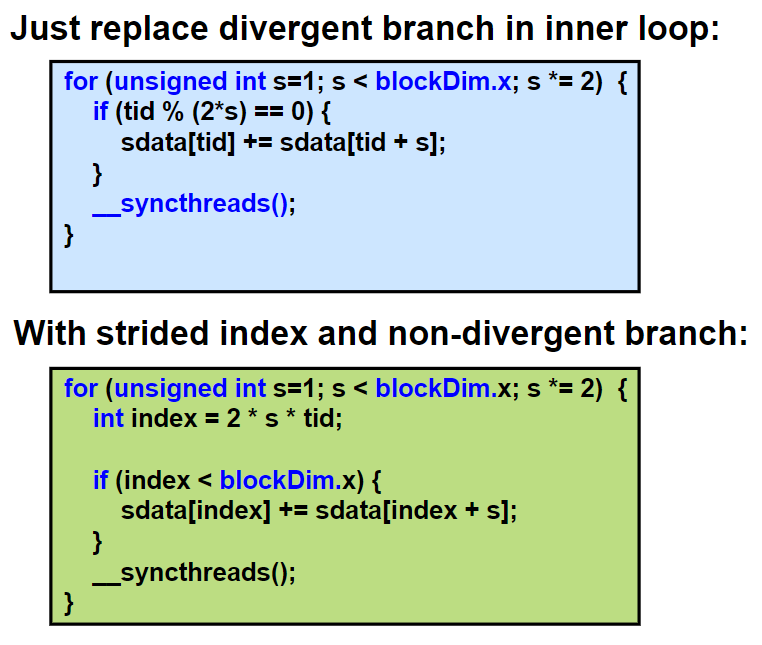 Just replace divergent branch in inner loop:
for (unsigned int s=1; s < blockDim.x; s *= 2) {
if (tid % (2*s) == 0) {
sdata[tid] += sdata[tid + s];
}
__syncthreads();
}
With strided index and non-divergent branch:
for (unsigned int s=1; s < blockDim.x; s *= 2) {
int index = 2 * s * tid;
if (index < blockDim.x) {
sdata[index] += sdata[index + s];
}
__syncthreads();
}